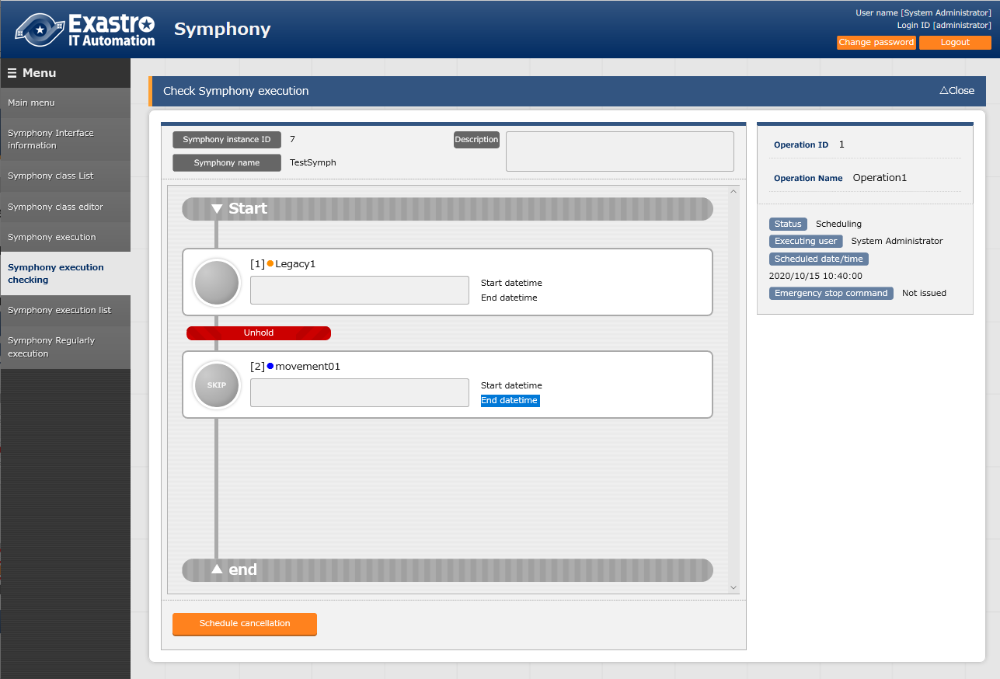 Exastro
IT Automation
Symphony
User name [System Administrator]
Login ID [administrator]
Change password
Logout
Menu
Main menu
Symphony Interface
information
Symphony class List
Symphony class editor
Symphony execution
Symphony execution
checking
Symphony execution list
Symphony Regularly
execution
Check Symphony execution
△Close
Symphony instance ID 7
Symphony name TestSymph
Description
▼ Start
[1] Legacy1
Start datetime
End datetime
Unhold
[2] movement01
SKIP
Start datetime
End datetime
▲ end
Schedule cancellation
Operation ID 1
Operation Name Operation1
Status Scheduling
Executing user System Administrator
Scheduled date/time
2020/10/15 10:40:00
Emergency stop command Not issued